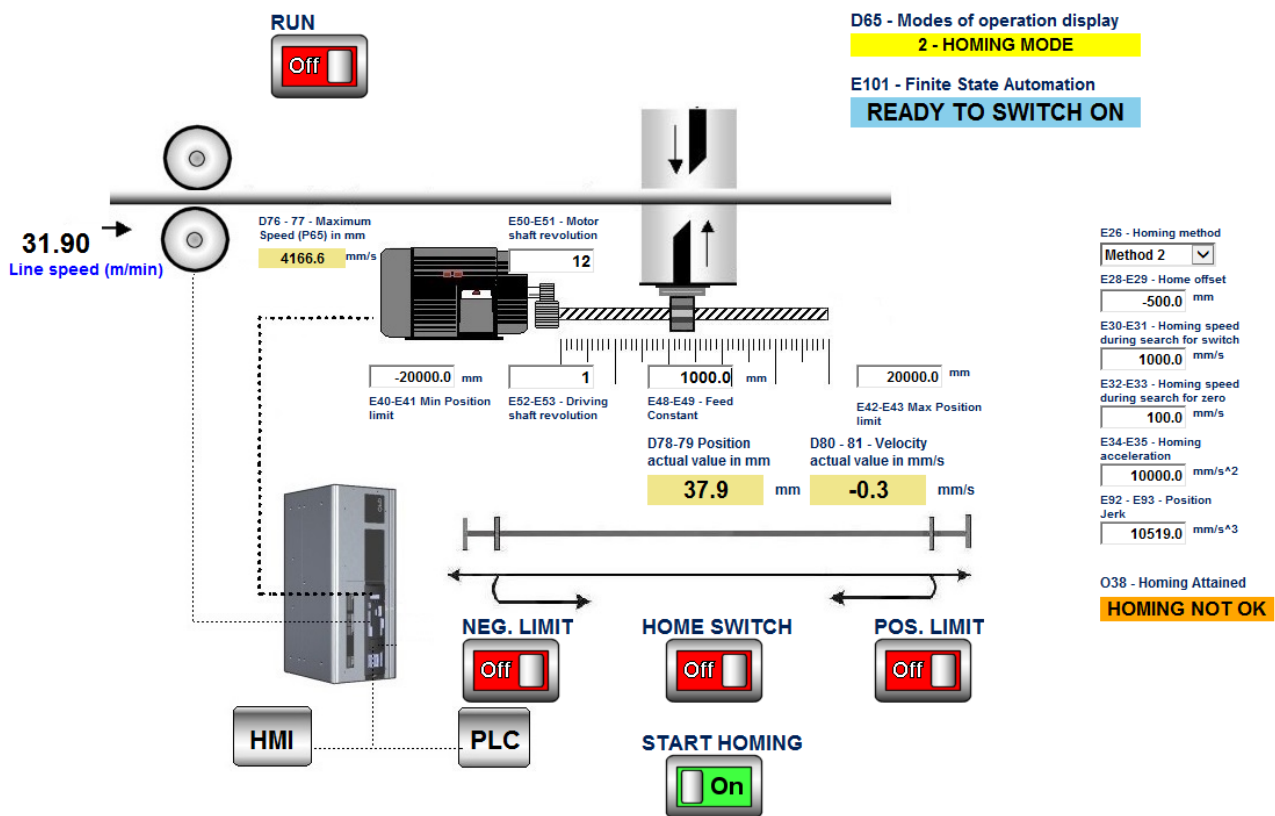 RUN
Off
D65 - Modes of operation display
2 - HOMING MODE
E101 - Finite State Automation
READY TO SWITCH ON
31.90
Line speed (m/min)
D76 - 77 - Maximum
Speed (P65) in mm
4166.6 mm/s
E50-E51 - Motor
shaft revolution
12
E26 - Homing method
Method 2
E28-E29 - Home offset
-500.0 mm
E30-E31 - Homing speed
during search for switch
1000.0 mm/s
E32-E33 - Homing speed
during search for zero
100.0 mm/s
E34-E35 - Homing
acceleration
10000.0 mm/s^2
E92 - E93 - Position
Jerk
10519.0 mm/s^3
O38 - Homing Attained
HOMING NOT OK
-20000.0 mm
E40-E41 Min Position
limit
1
E52-E53 - Driving
shaft revolution
1000.0 mm
E48-E49 - Feed
Constant
20000.0 mm
E42-E43 Max Position
limit
D78-79 Position
actual value in mm
37.9 mm
D80 - 81 - Velocity
actual value in mm/s
-0.3 mm/s
NEG. LIMIT
Off
HOME SWITCH
Off
POS. LIMIT
Off
HMI
PLC
START HOMING
On